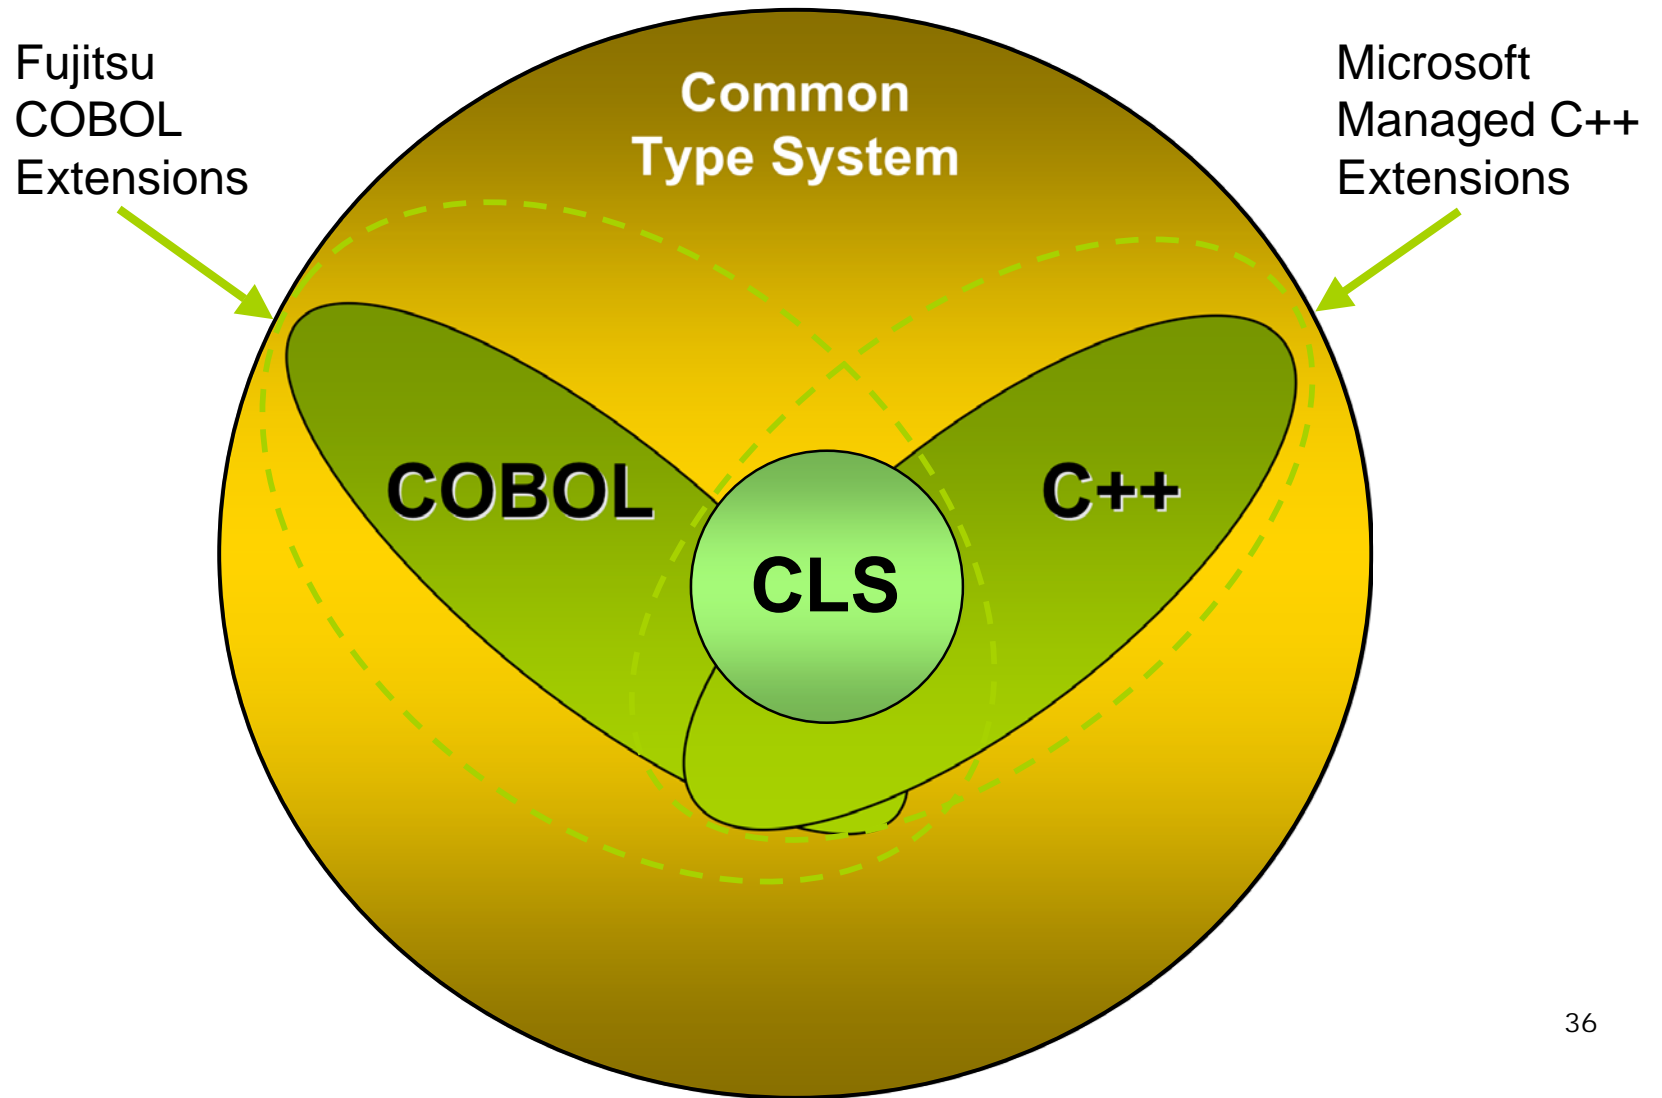 Fujitsu
COBOL
Extensions
Common
Type System
Microsoft
Managed C++
Extensions
COBOL
C++
CLS
36